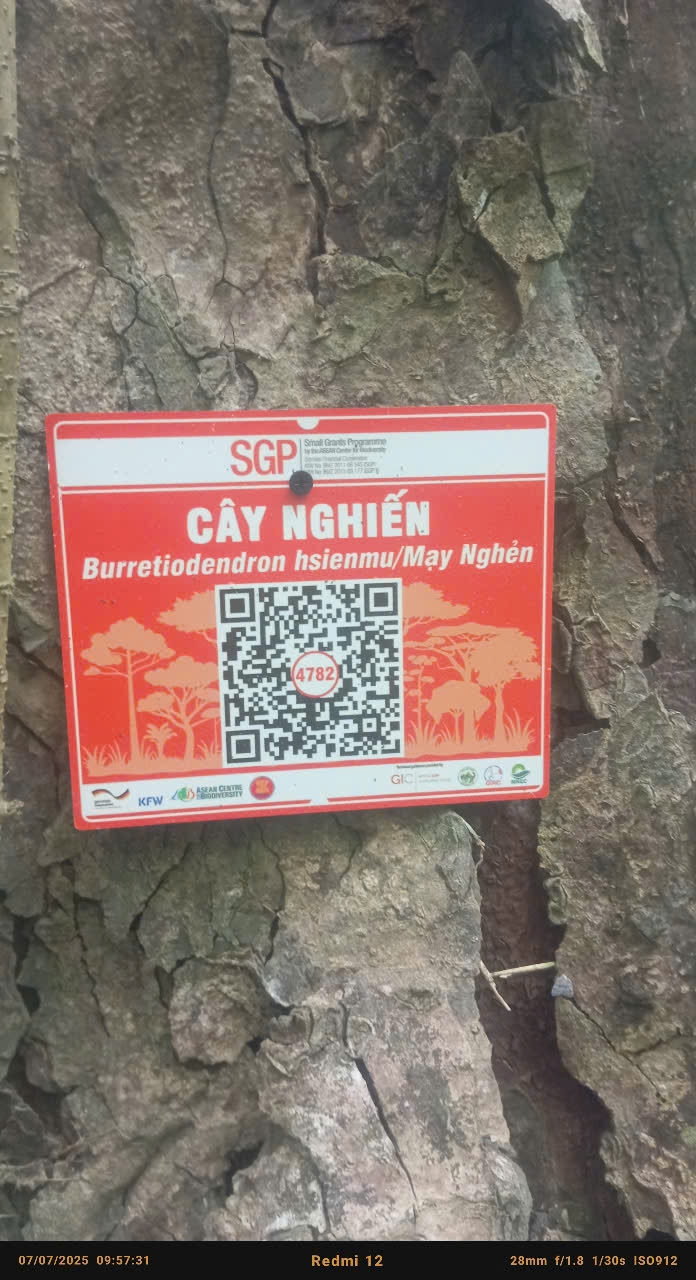 SGP
Small Grants Programme
by the ASEAN Centre for Biodiversity
CÂY NGHIẾN
Burretiodendron hsienmu/Mạy Nghẻn
4782
KFW
ASEAN CENTRE
BIODIVERSITY
GIC
07/07/2025 09:57:31
Redmi 12
28mm f/1.8 1/30s ISO912